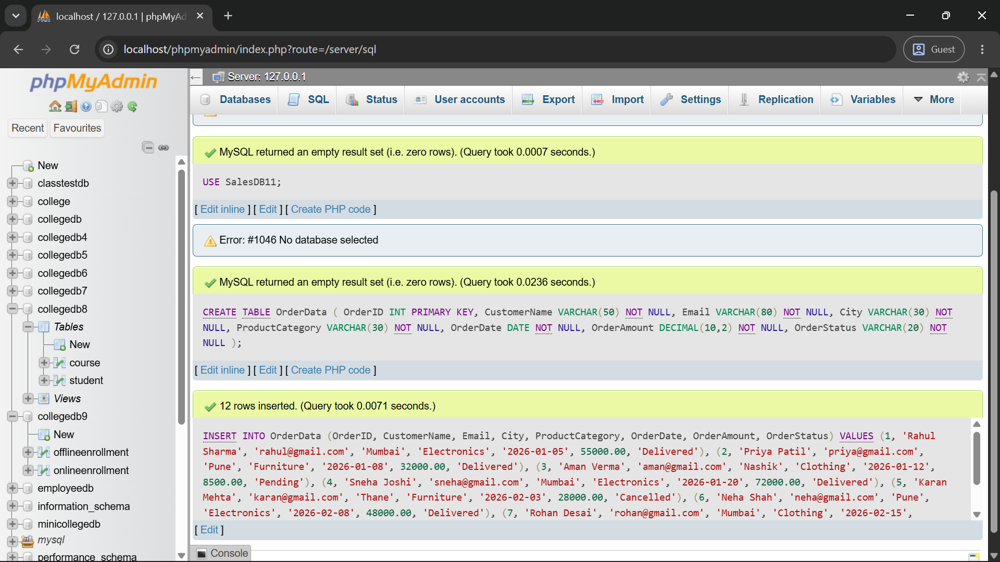 localhost / 127.0.0.1 | phpMyAd
localhost/phpmyadmin/index.php?route=/server/sql
Guest
phpMyAdmin
Recent
Favourites
New
classtestdb
college
collegedb
collegedb4
collegedb5
collegedb6
collegedb7
collegedb8
Tables
New
course
student
Views
collegedb9
New
offlineenrollment
onlineenrollment
employeedb
information_schema
minicollegedb
mysql
performance_schema
Server: 127.0.0.1
Databases
SQL
Status
User accounts
Export
Import
Settings
Replication
Variables
More
MySQL returned an empty result set (i.e. zero rows). (Query took 0.0007 seconds.)
USE SalesDB11;
[ Edit inline ] [ Edit ] [ Create PHP code ]
Error: #1046 No database selected
MySQL returned an empty result set (i.e. zero rows). (Query took 0.0236 seconds.)
CREATE TABLE OrderData ( OrderID INT PRIMARY KEY, CustomerName VARCHAR(50) NOT NULL, Email VARCHAR(80) NOT NULL, City VARCHAR(30) NOT
NULL, ProductCategory VARCHAR(30) NOT NULL, OrderDate DATE NOT NULL, OrderAmount DECIMAL(10,2) NOT NULL, OrderStatus VARCHAR(20) NOT
NULL );
[ Edit inline ] [ Edit ] [ Create PHP code ]
12 rows inserted. (Query took 0.0071 seconds.)
INSERT INTO OrderData (OrderID, CustomerName, Email, City, ProductCategory, OrderDate, OrderAmount, OrderStatus) VALUES (1, 'Rahul
Sharma', 'rahul@gmail.com', 'Mumbai', 'Electronics', '2026-01-05', 55000.00, 'Delivered'), (2, 'Priya Patil', 'priya@gmail.com',
'Pune', 'Furniture', '2026-01-08', 32000.00, 'Delivered'), (3, 'Aman Verma', 'aman@gmail.com', 'Nashik', 'Clothing', '2026-01-12',
8500.00, 'Pending'), (4, 'Sneha Joshi', 'sneha@gmail.com', 'Mumbai', 'Electronics', '2026-01-20', 72000.00, 'Delivered'), (5, 'Karan
Mehta', 'karan@gmail.com', 'Thane', 'Furniture', '2026-02-03', 28000.00, 'Cancelled'), (6, 'Neha Shah', 'neha@gmail.com', 'Pune',
'Electronics', '2026-02-08', 48000.00, 'Delivered'), (7, 'Rohan Desai', 'rohan@gmail.com', 'Mumbai', 'Clothing', '2026-02-15',
[ Edit ]
Console